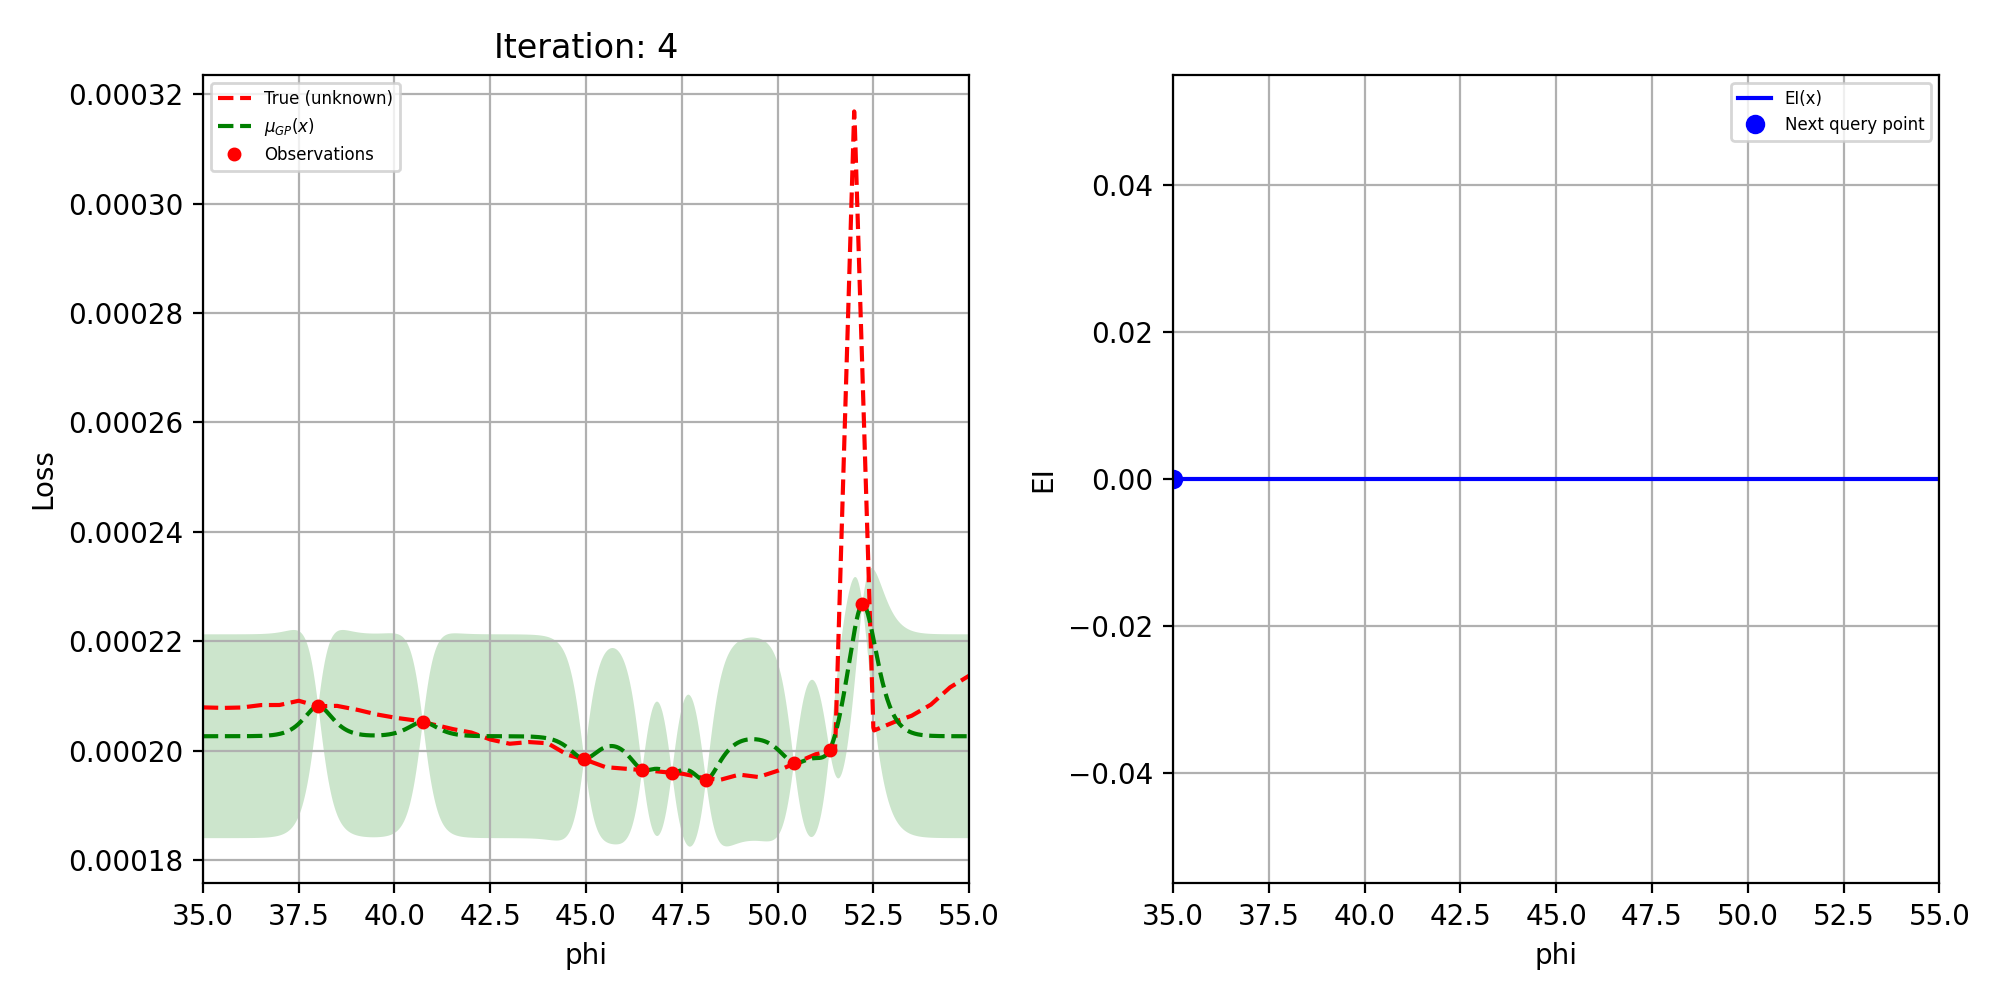 Iteration: 4
True (unknown)
μGP(x)
Observations
0.00032
0.00030
0.00028
0.00026
0.00024
0.00022
0.00020
0.00018
Loss
35.0 37.5 40.0 42.5 45.0 47.5 50.0 52.5 55.0
phi
EI(x)
Next query point
0.04
0.02
0.00
−0.02
−0.04
EI
35.0 37.5 40.0 42.5 45.0 47.5 50.0 52.5 55.0
phi